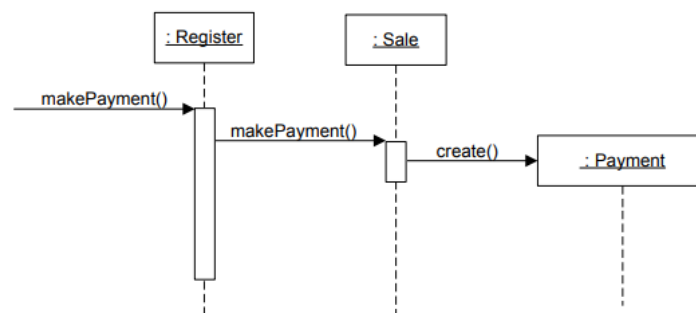 : Register
: Sale
makePayment()
makePayment()
create()
: Payment